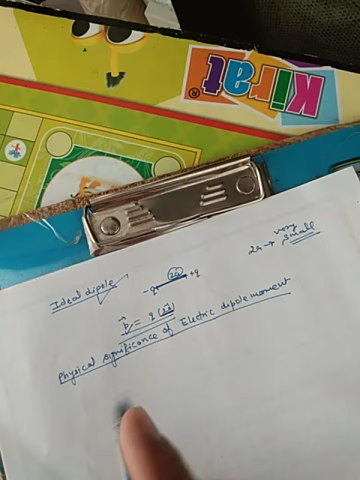 Kirat®
very
2a → small
Ideal dipole
-q 2a +q
p⃗ = q (2a⃗)
Physical significance of Electric dipole moment